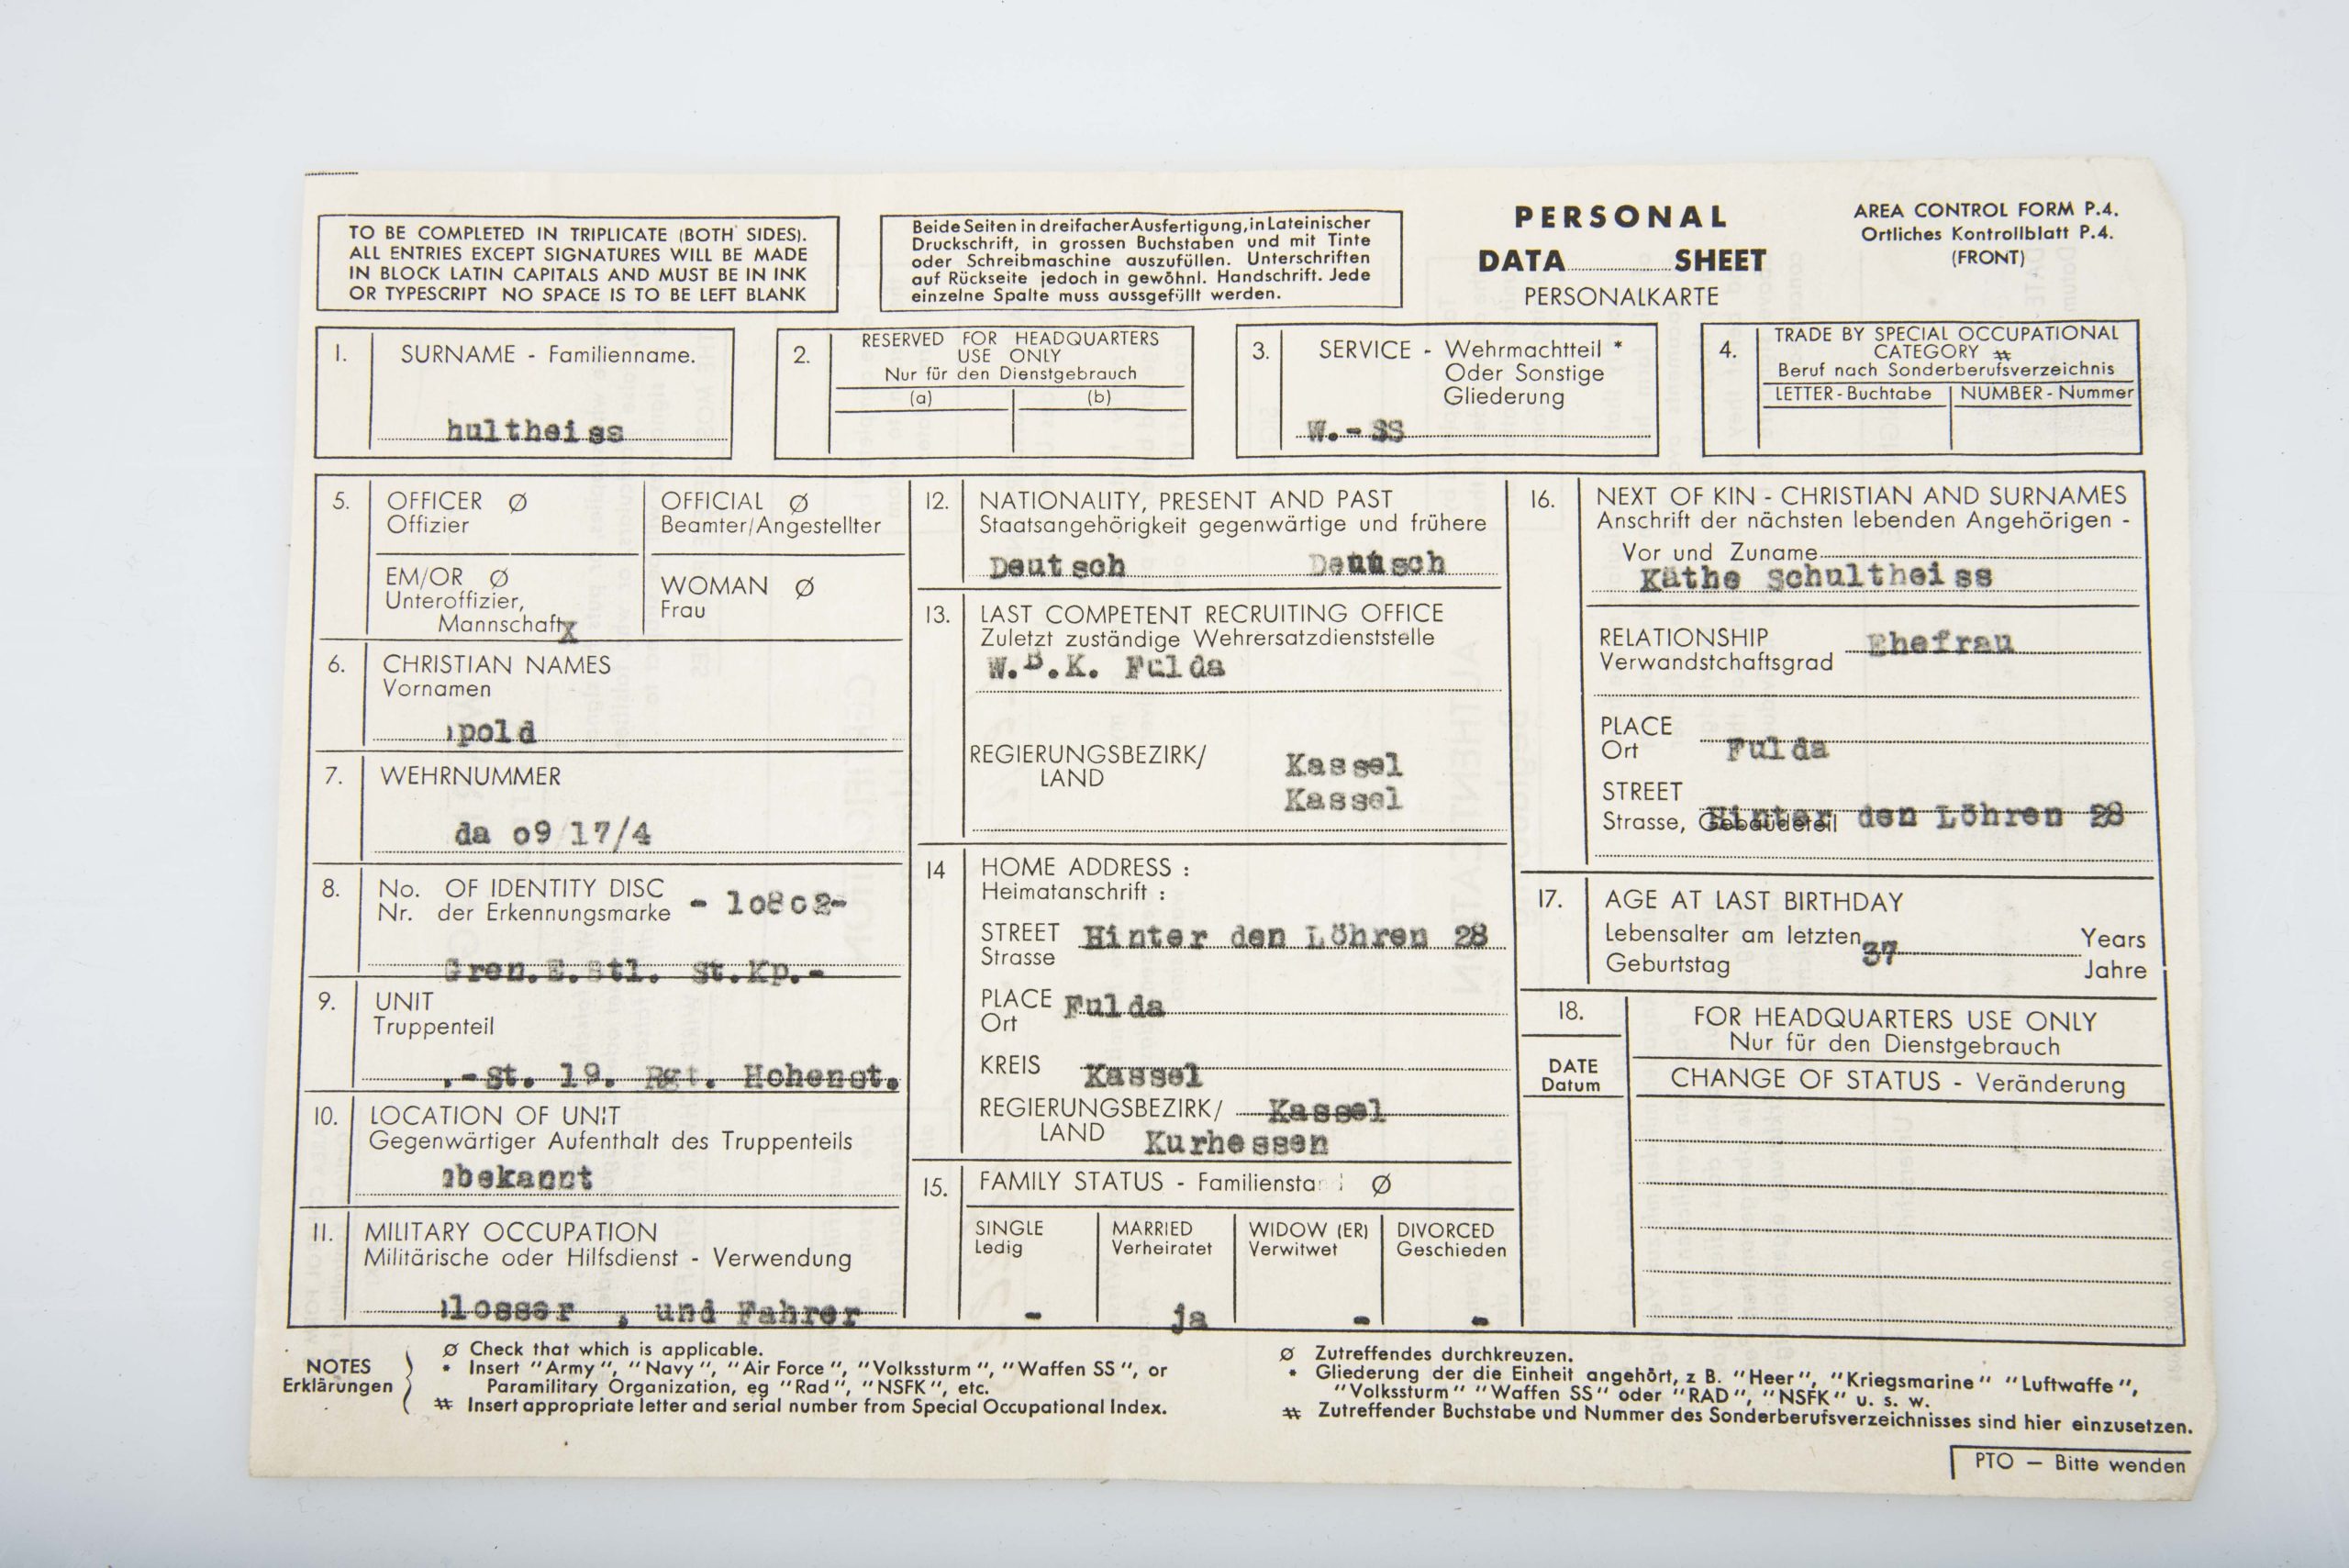 TO BE COMPLETED IN TRIPLICATE (BOTH SIDES).
ALL ENTRIES EXCEPT SIGNATURES WILL BE MADE
IN BLOCK LATIN CAPITALS AND MUST BE IN INK
OR TYPESCRIPT NO SPACE IS TO BE LEFT BLANK
Beide Seiten in dreifacher Ausfertigung, in Lateinischer
Druckschrift, in grossen Buchstaben und mit Tinte
oder Schreibmaschine auszufüllen. Unterschriften
auf Rückseite jedoch in gewöhnl. Handschrift. Jede
einzelne Spalte muss aussgefüllt werden.
PERSONAL
DATA SHEET
PERSONALKARTE
AREA CONTROL FORM P.4.
Ortliches Kontrollblatt P.4.
(FRONT)
1. SURNAME - Familienname.
hultheiss
2. RESERVED FOR HEADQUARTERS
USE ONLY
Nur für den Dienstgebrauch
(a) (b)
3. SERVICE - Wehrmachtteil *
Oder Sonstige
Gliederung
W.-SS
4. TRADE BY SPECIAL OCCUPATIONAL
CATEGORY #
Beruf nach Sonderberufsverzeichnis
LETTER - Buchtabe NUMBER - Nummer
5. OFFICER Ø
Offizier
OFFICIAL Ø
Beamter/Angestellter
EM/OR Ø
Unteroffizier,
Mannschaft X
WOMAN Ø
Frau
6. CHRISTIAN NAMES
Vornamen
pold
7. WEHRNUMMER
da o9 17/4
8. No. OF IDENTITY DISC
Nr. der Erkennungsmarke
- 10802-
Gren.E.Btl. St.Kp.-
9. UNIT
Truppenteil
.-St. 19. Rgt. Hohenst.
10. LOCATION OF UNIT
Gegenwärtiger Aufenthalt des Truppenteils
nbekannt
11. MILITARY OCCUPATION
Militärische oder Hilfsdienst - Verwendung
losser , und Fahrer
12. NATIONALITY, PRESENT AND PAST
Staatsangehörigkeit gegenwärtige und frühere
Deutsch Deutsch
13. LAST COMPETENT RECRUITING OFFICE
Zuletzt zuständige Wehrersatzdienststelle
W.B.K. Fulda
REGIERUNGSBEZIRK/ Kassel
LAND Kassel
14 HOME ADDRESS :
Heimatanschrift :
STREET Hinter den Löhren 28
Strasse
PLACE Fulda
Ort
KREIS Kassel
REGIERUNGSBEZIRK/ Kassel
LAND Kurhessen
15. FAMILY STATUS - Familienstand Ø
SINGLE MARRIED WIDOW (ER) DIVORCED
Ledig Verheiratet Verwitwet Geschieden
- ja - -
16. NEXT OF KIN - CHRISTIAN AND SURNAMES
Anschrift der nächsten lebenden Angehörigen -
Vor und Zuname
Käthe Schultheiss
RELATIONSHIP Ehefrau
Verwandstchaftsgrad
PLACE
Ort Fulda
STREET
Strasse, Gebäudeteil Hinter den Löhren 28
17. AGE AT LAST BIRTHDAY
Lebensalter am letzten 37 Years
Geburtstag Jahre
18. FOR HEADQUARTERS USE ONLY
Nur für den Dienstgebrauch
DATE
Datum
CHANGE OF STATUS - Veränderung
NOTES
Erklärungen
Ø Check that which is applicable.
* Insert "Army", "Navy", "Air Force", "Volkssturm", "Waffen SS", or
Paramilitary Organization, eg "Rad", "NSFK", etc.
# Insert appropriate letter and serial number from Special Occupational Index.
Ø Zutreffendes durchkreuzen.
* Gliederung der die Einheit angehört, z B. "Heer", "Kriegsmarine" "Luftwaffe",
"Volkssturm" "Waffen SS" oder "RAD", "NSFK" u. s. w.
# Zutreffender Buchstabe und Nummer des Sonderberufsverzeichnisses sind hier einzusetzen.
PTO — Bitte wenden